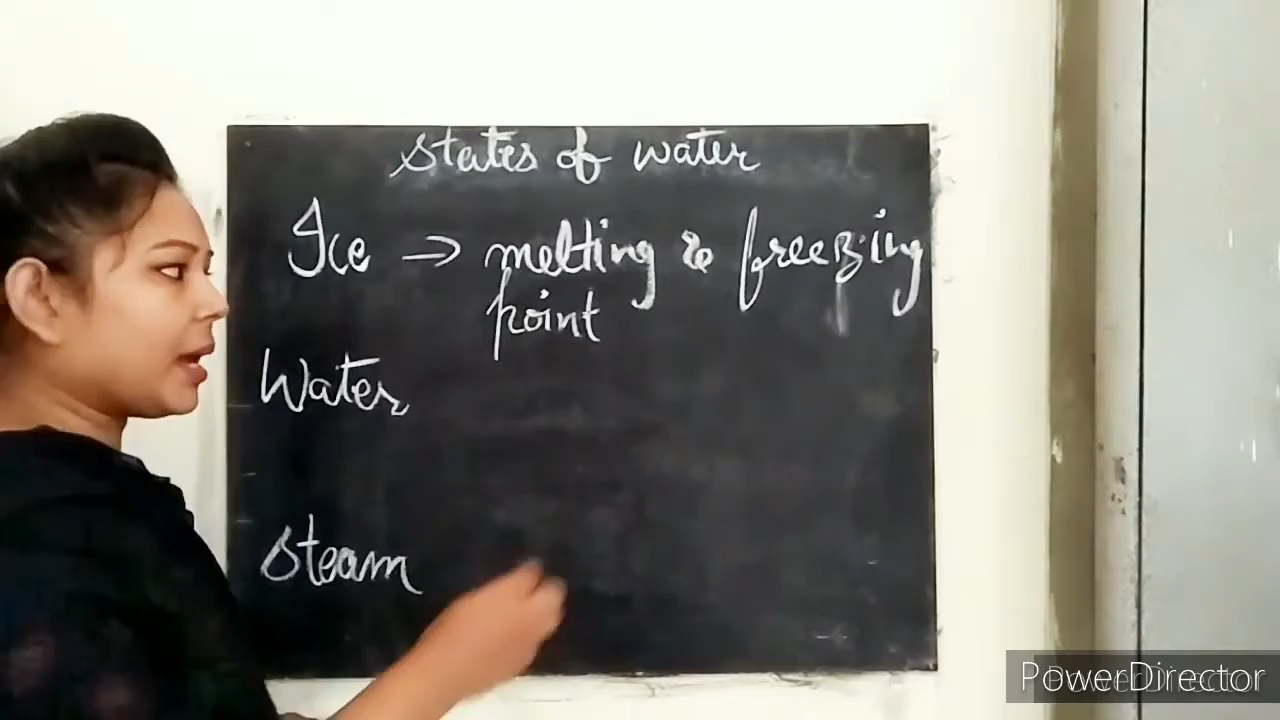 states of water
Ice → melting & freezing
point
Water
steam
PowerDirector